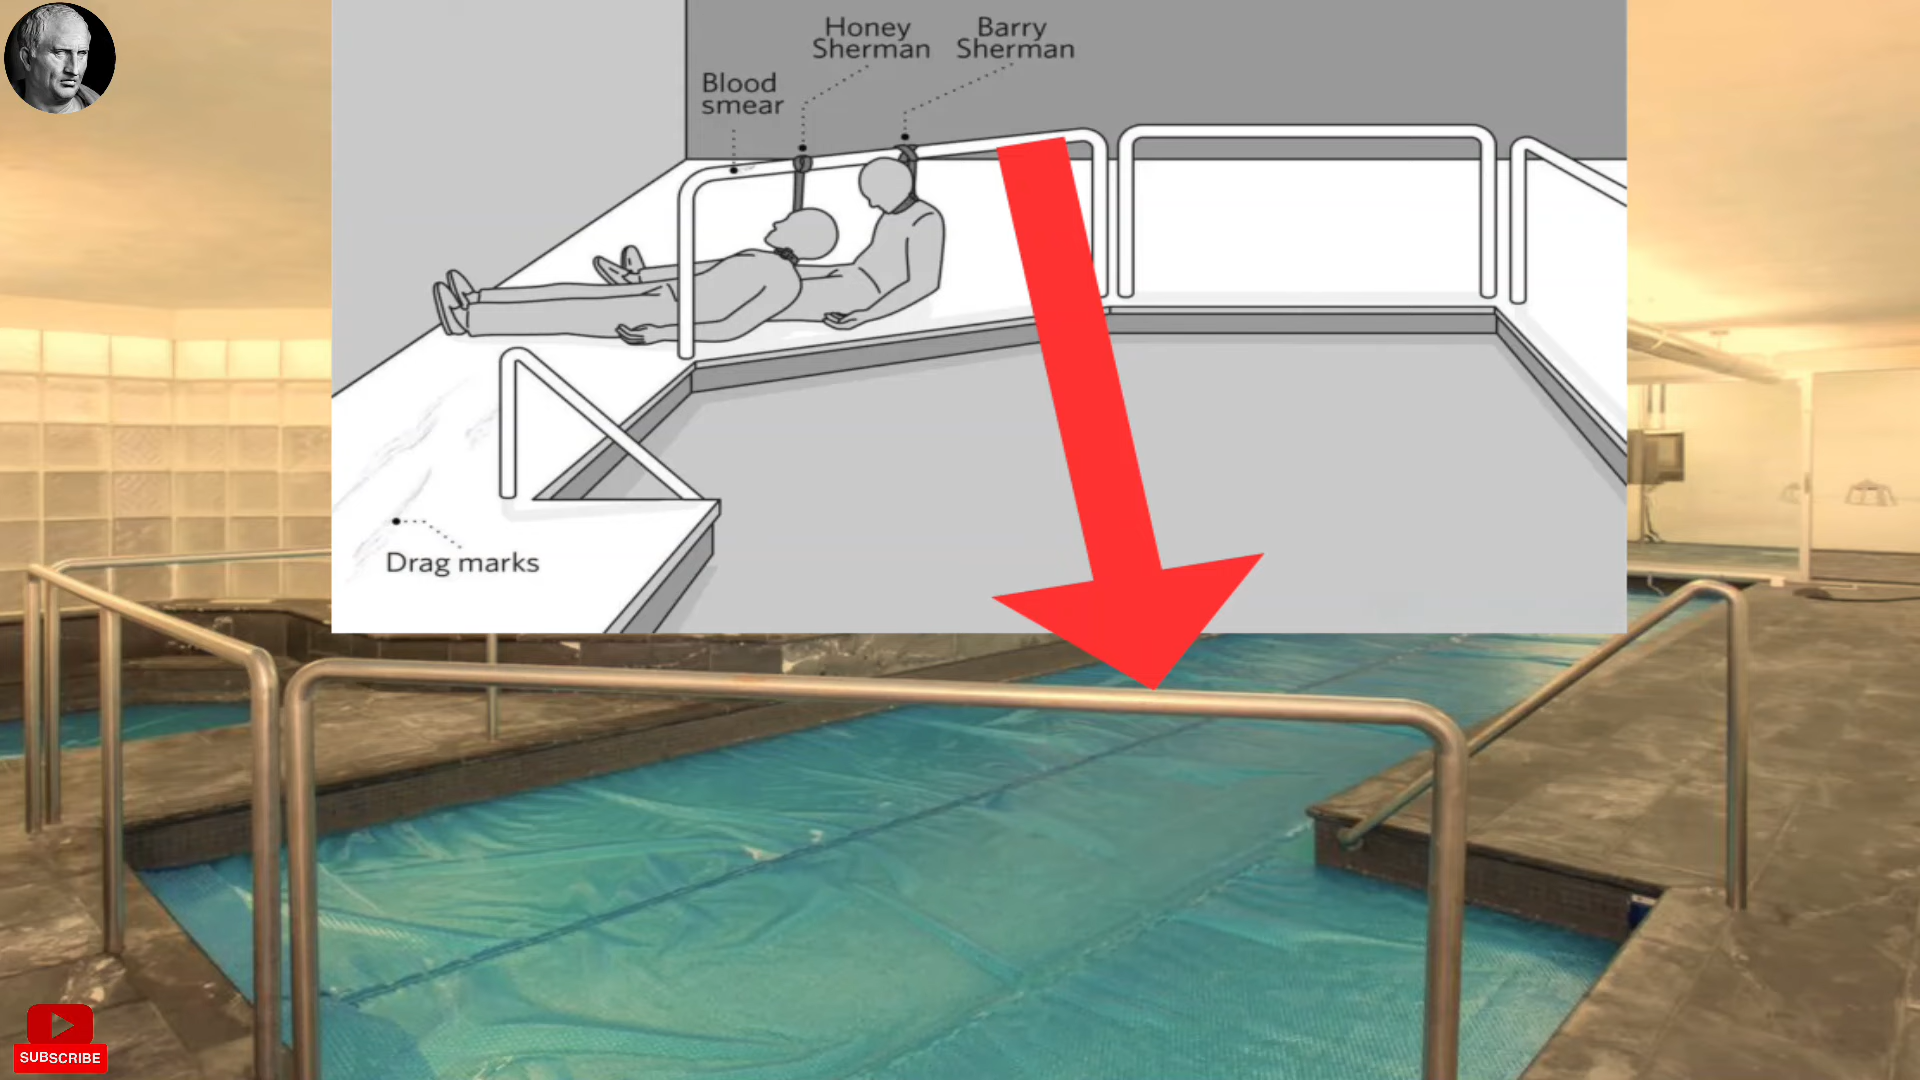 Honey
Sherman
Barry
Sherman
Blood
smear
Drag marks
SUBSCRIBE